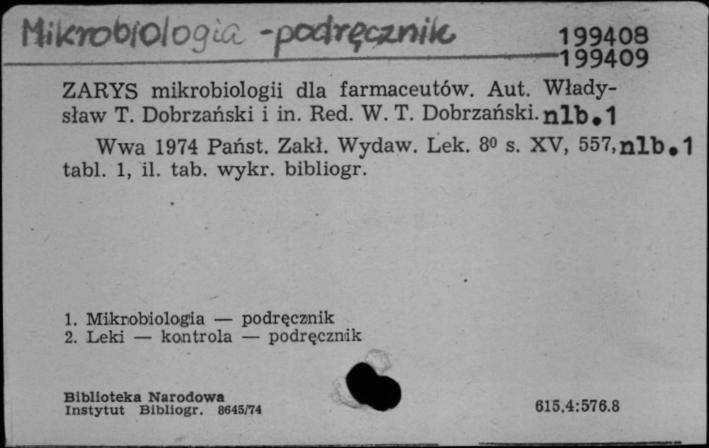 Mikrobiologia - podręcznik
199408
199409
ZARYS mikrobiologii dla farmaceutów. Aut. Włady-
sław T. Dobrzański i in. Red. W. T. Dobrzański. nlb.1
Wwa 1974 Państ. Zakł. Wydaw. Lek. 8⁰ s. XV, 557, nlb.1
tabl. 1, il. tab. wykr. bibliogr.
1. Mikrobiologia — podręcznik
2. Leki — kontrola — podręcznik
Biblioteka Narodowa
Instytut Bibliogr. 8645/74
615.4:576.8